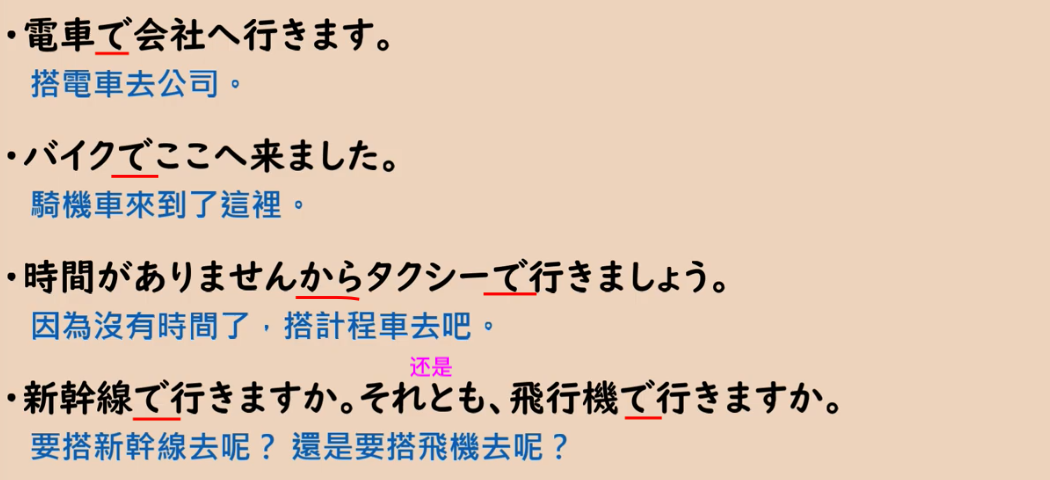 ・電車で会社へ行きます。
搭電車去公司。
・バイクでここへ来ました。
騎機車來到了這裡。
・時間がありませんからタクシーで行きましょう。
因為沒有時間了，搭計程車去吧。
还是
・新幹線で行きますか。それとも、飛行機で行きますか。
要搭新幹線去呢？ 還是要搭飛機去呢？